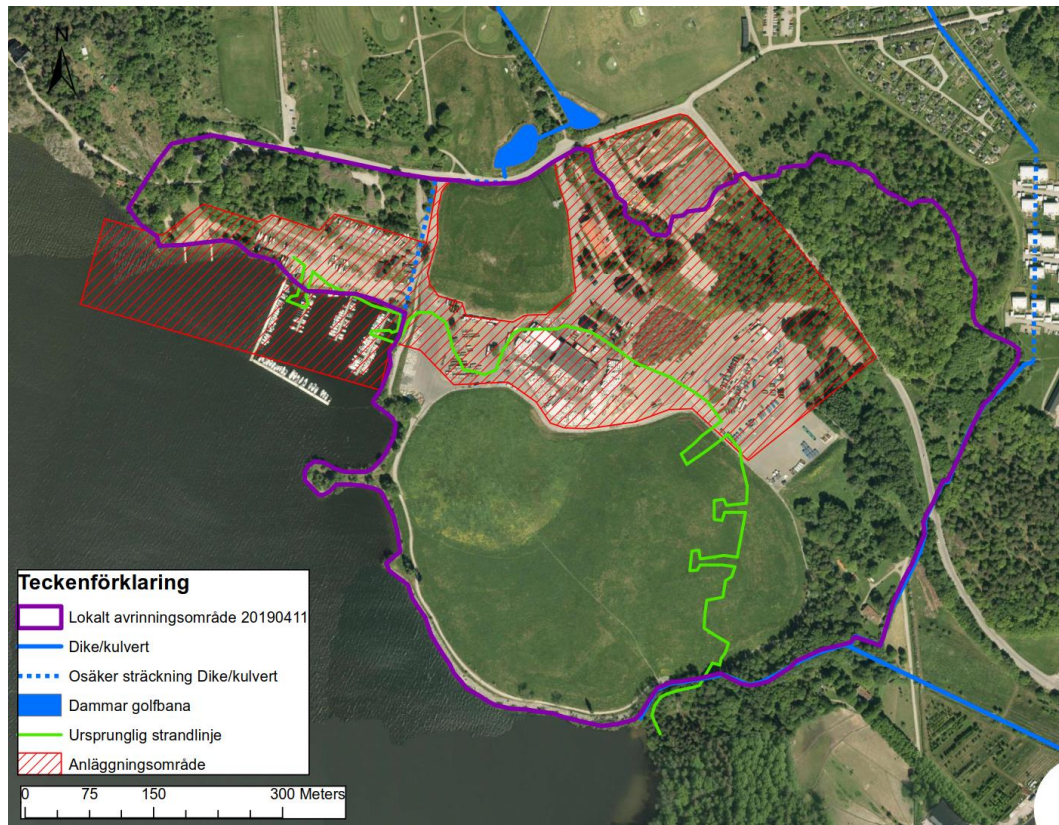 N
Teckenförklaring
Lokalt avrinningsområde 20190411
Dike/kulvert
Osäker sträckning Dike/kulvert
Dammar golfbana
Ursprunglig strandlinje
Anläggningsområde
0 75 150 300 Meters